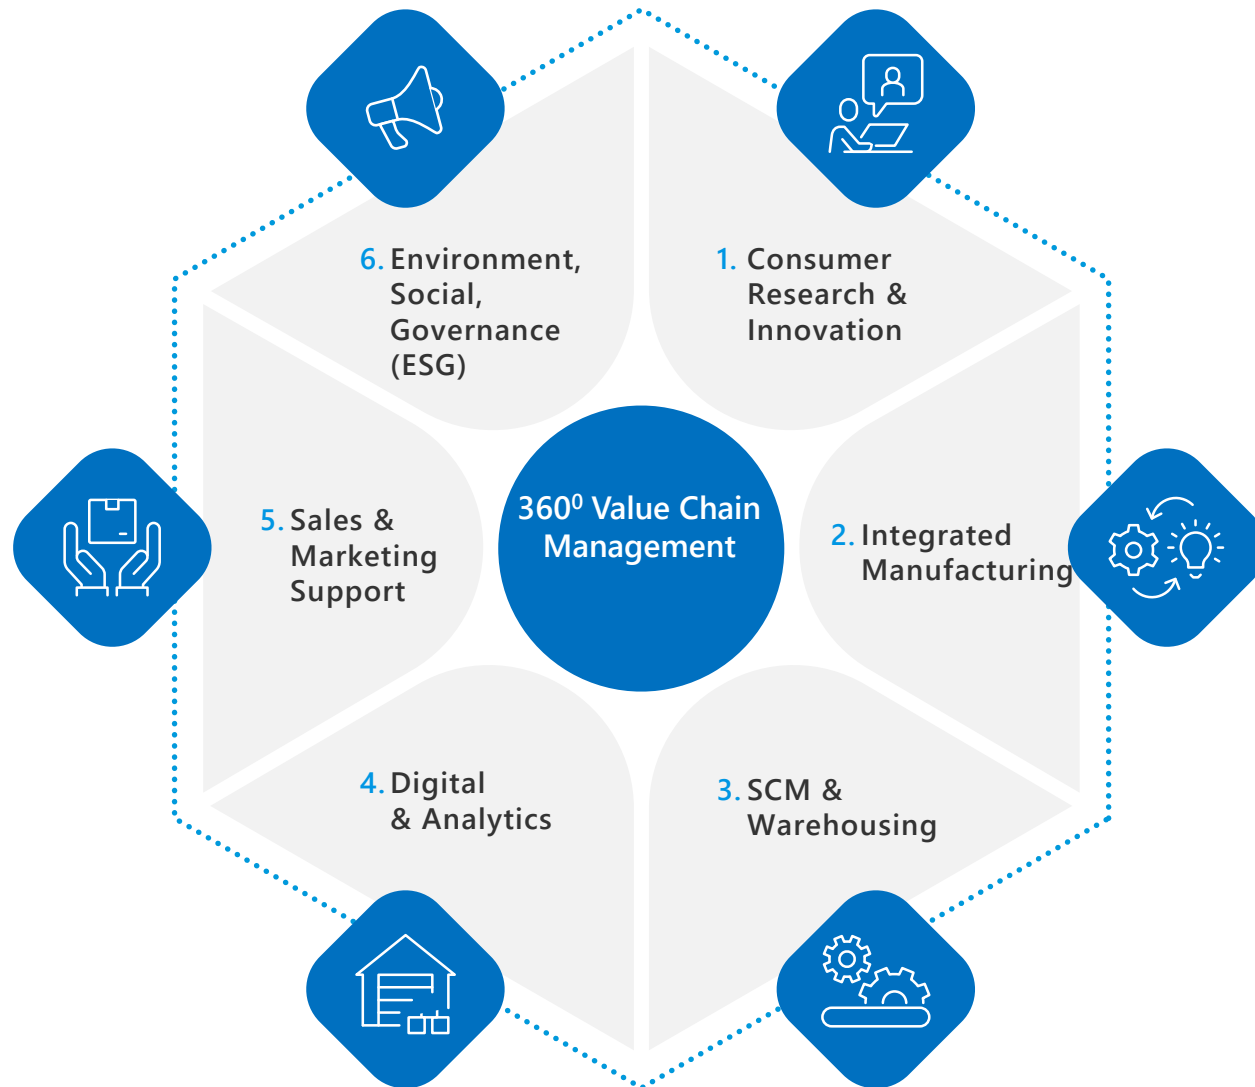 360⁰ Value Chain
Management
1. Consumer
Research &
Innovation
2. Integrated
Manufacturing
3. SCM &
Warehousing
4. Digital
& Analytics
5. Sales &
Marketing
Support
6. Environment,
Social,
Governance
(ESG)